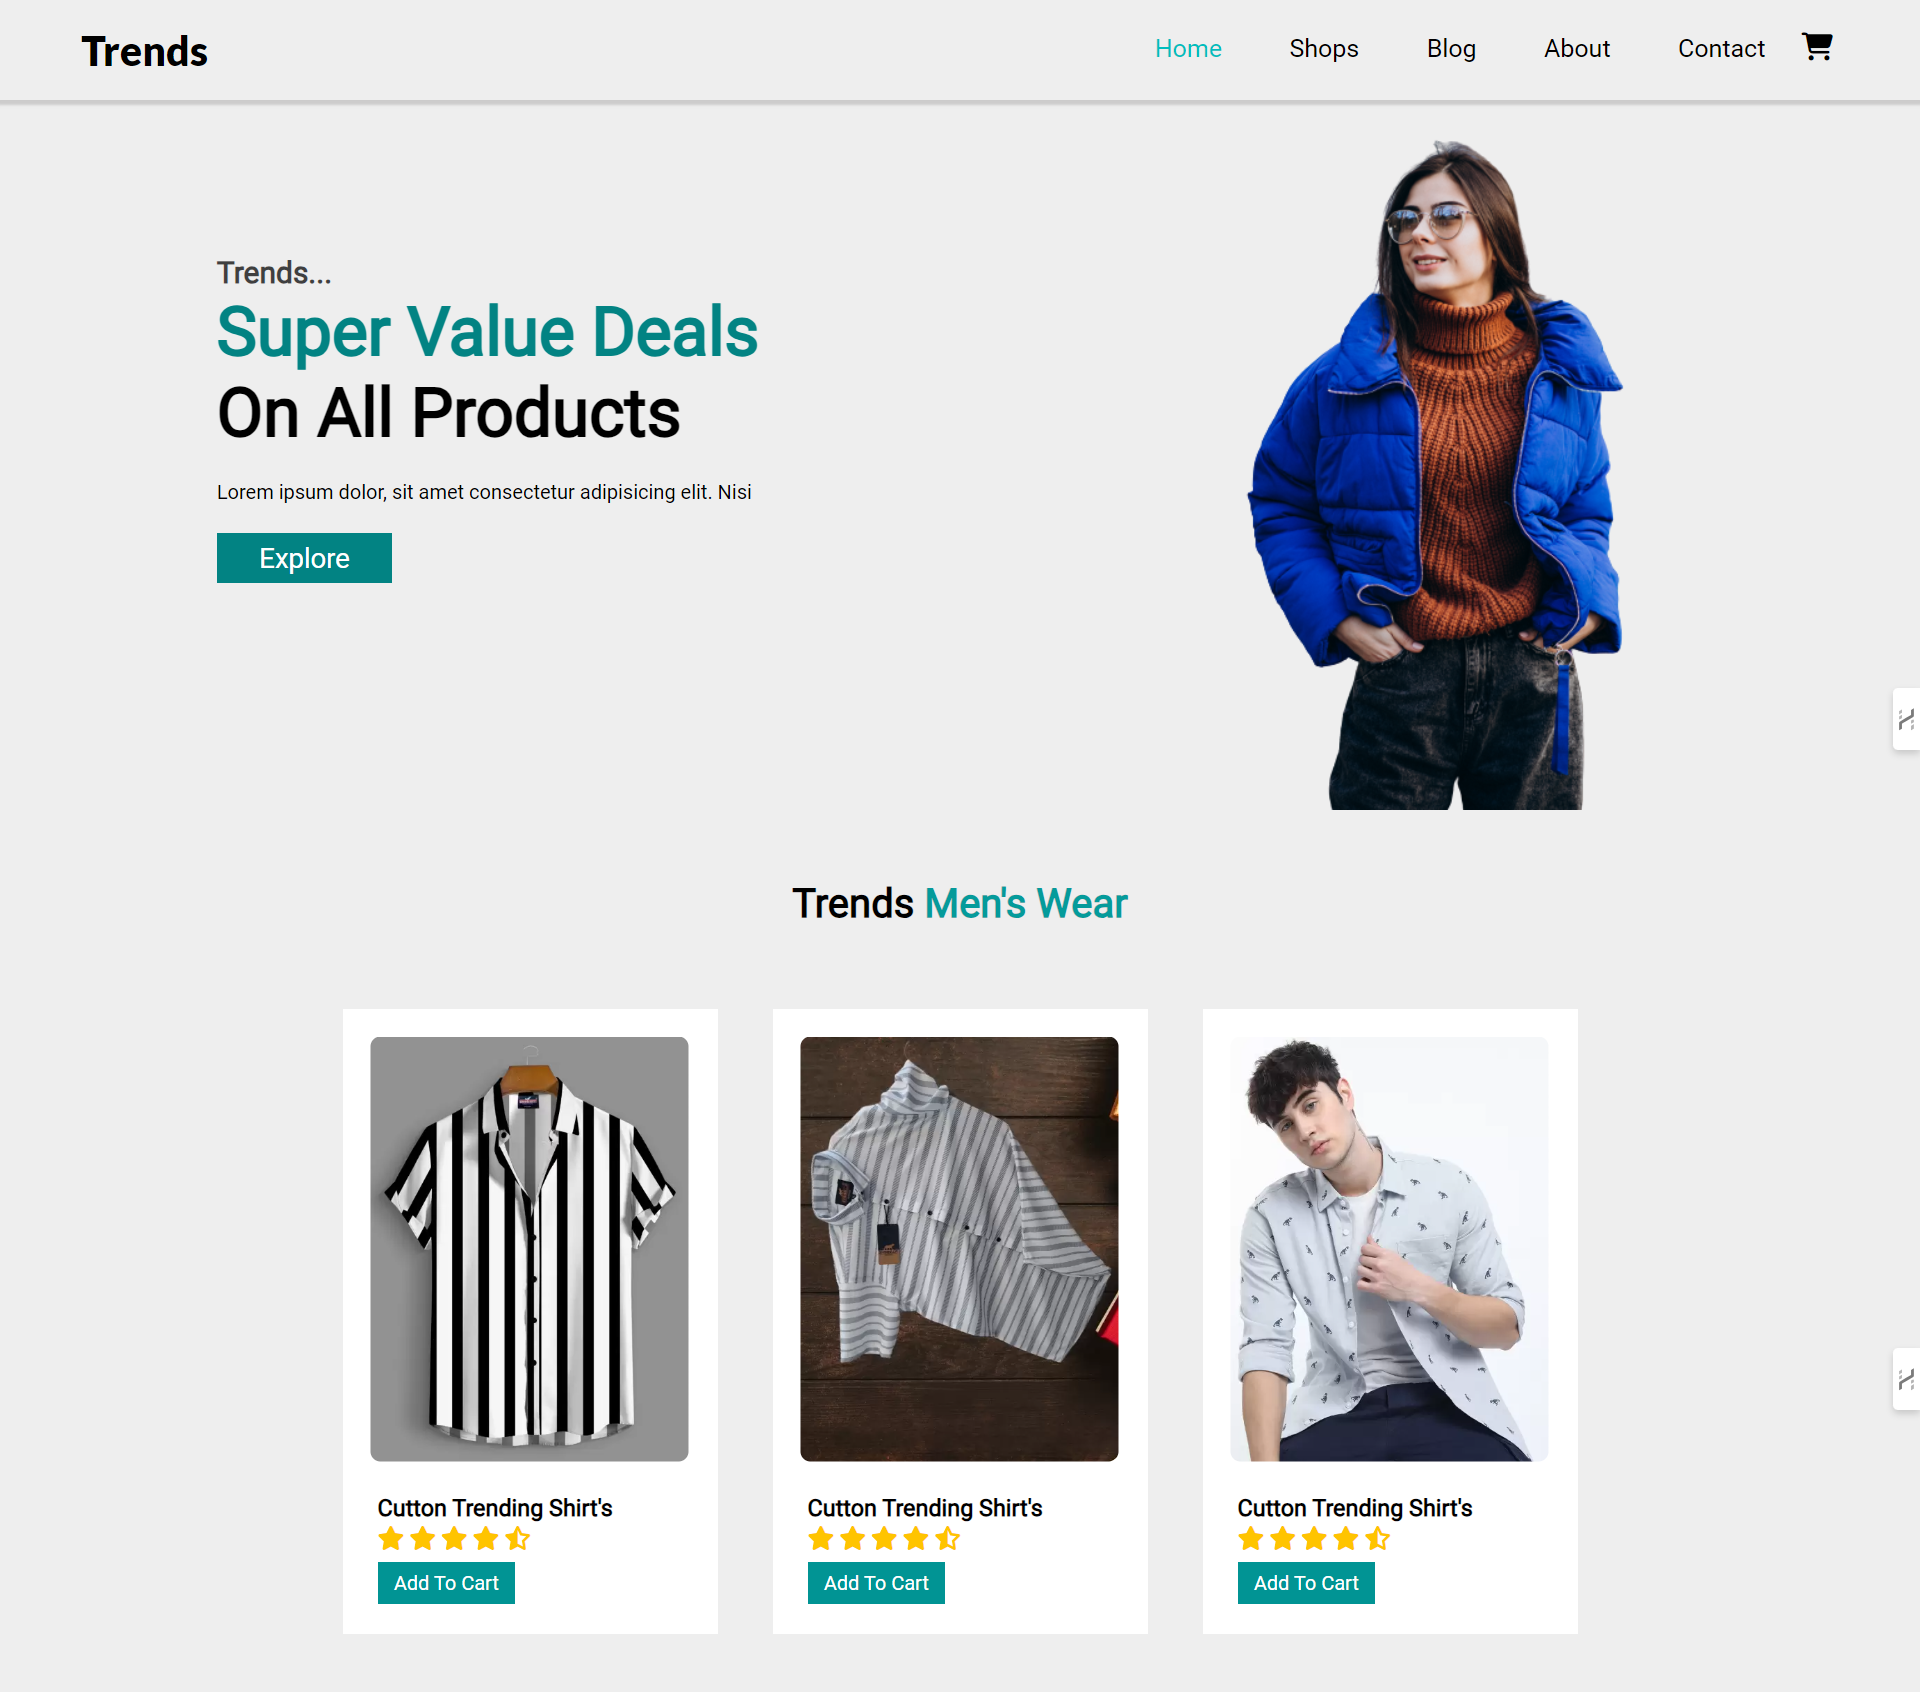 Trends
Home Shops Blog About Contact
Trends...
Super Value Deals
On All Products
Lorem ipsum dolor, sit amet consectetur adipisicing elit. Nisi
Explore
Trends Men's Wear
Cutton Trending Shirt's
Add To Cart
Cutton Trending Shirt's
Add To Cart
Cutton Trending Shirt's
Add To Cart